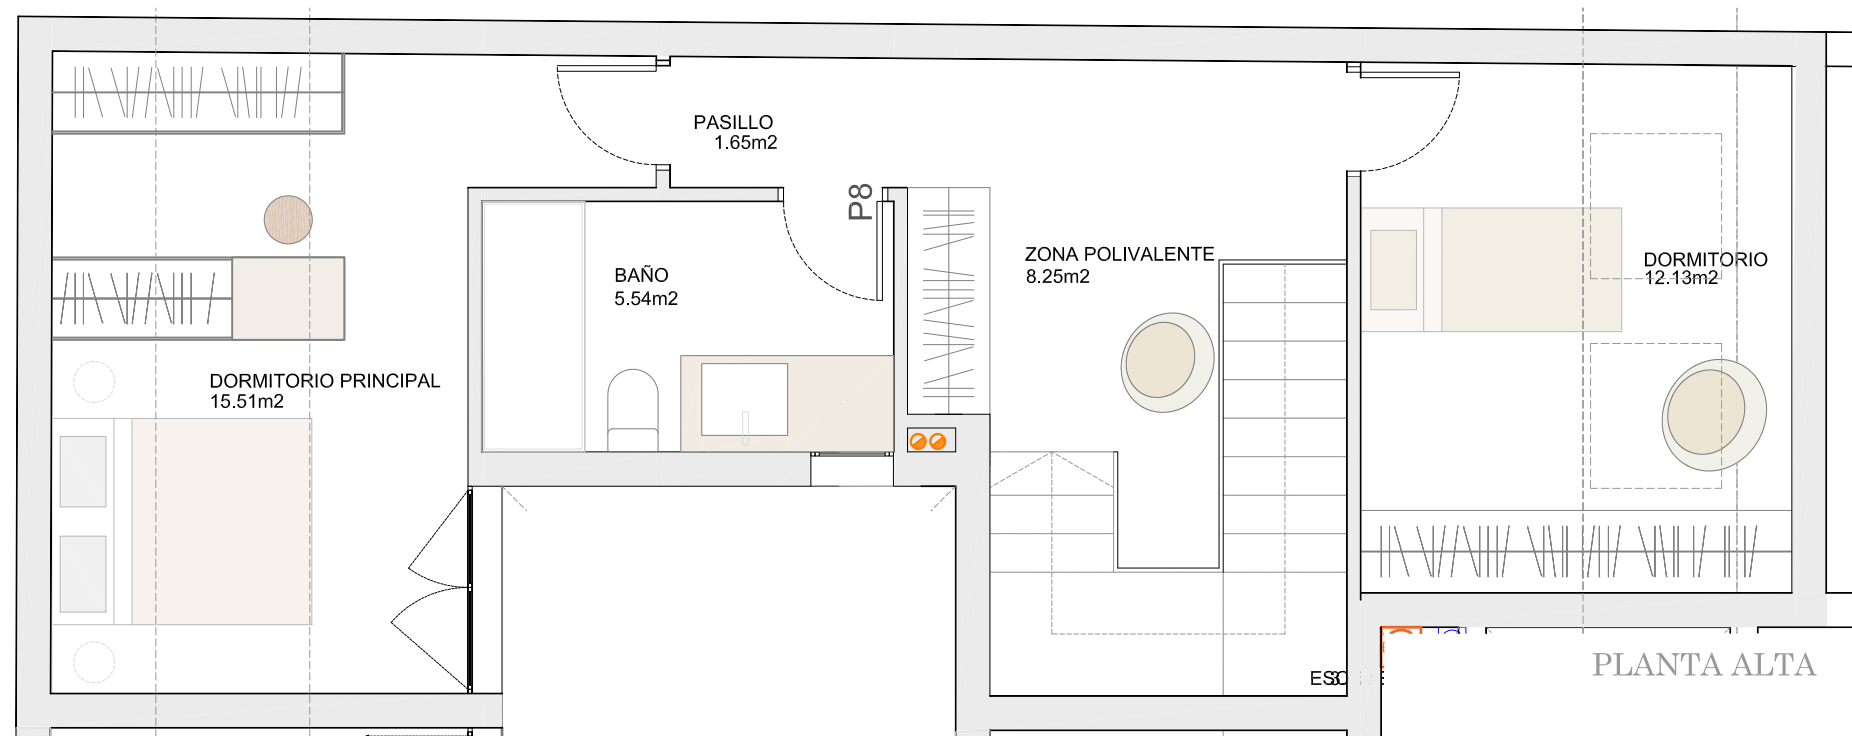 PASILLO
1.65m2
P8
ZONA POLIVALENTE
8.25m2
BAÑO
5.54m2
DORMITORIO
12.13m2
DORMITORIO PRINCIPAL
15.51m2
PLANTA ALTA